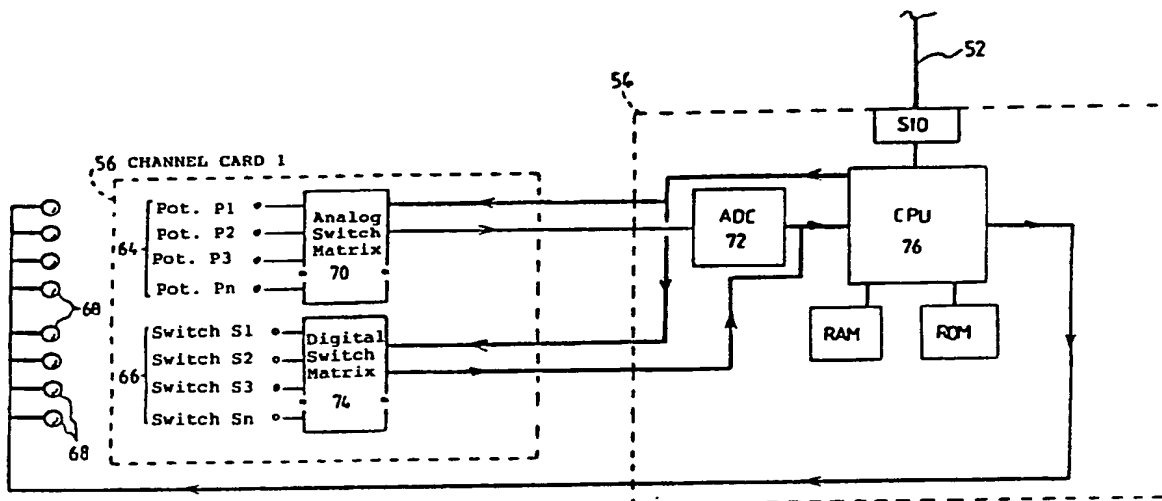 52
54
SIO
56 CHANNEL CARD 1
Pot. P1
Pot. P2
64
Pot. P3
Pot. Pn
Analog
Switch
Matrix
70
ADC
72
CPU
76
68
RAM
ROM
Switch S1
Switch S2
66
Switch S3
Switch Sn
Digital
Switch
Matrix
74
68